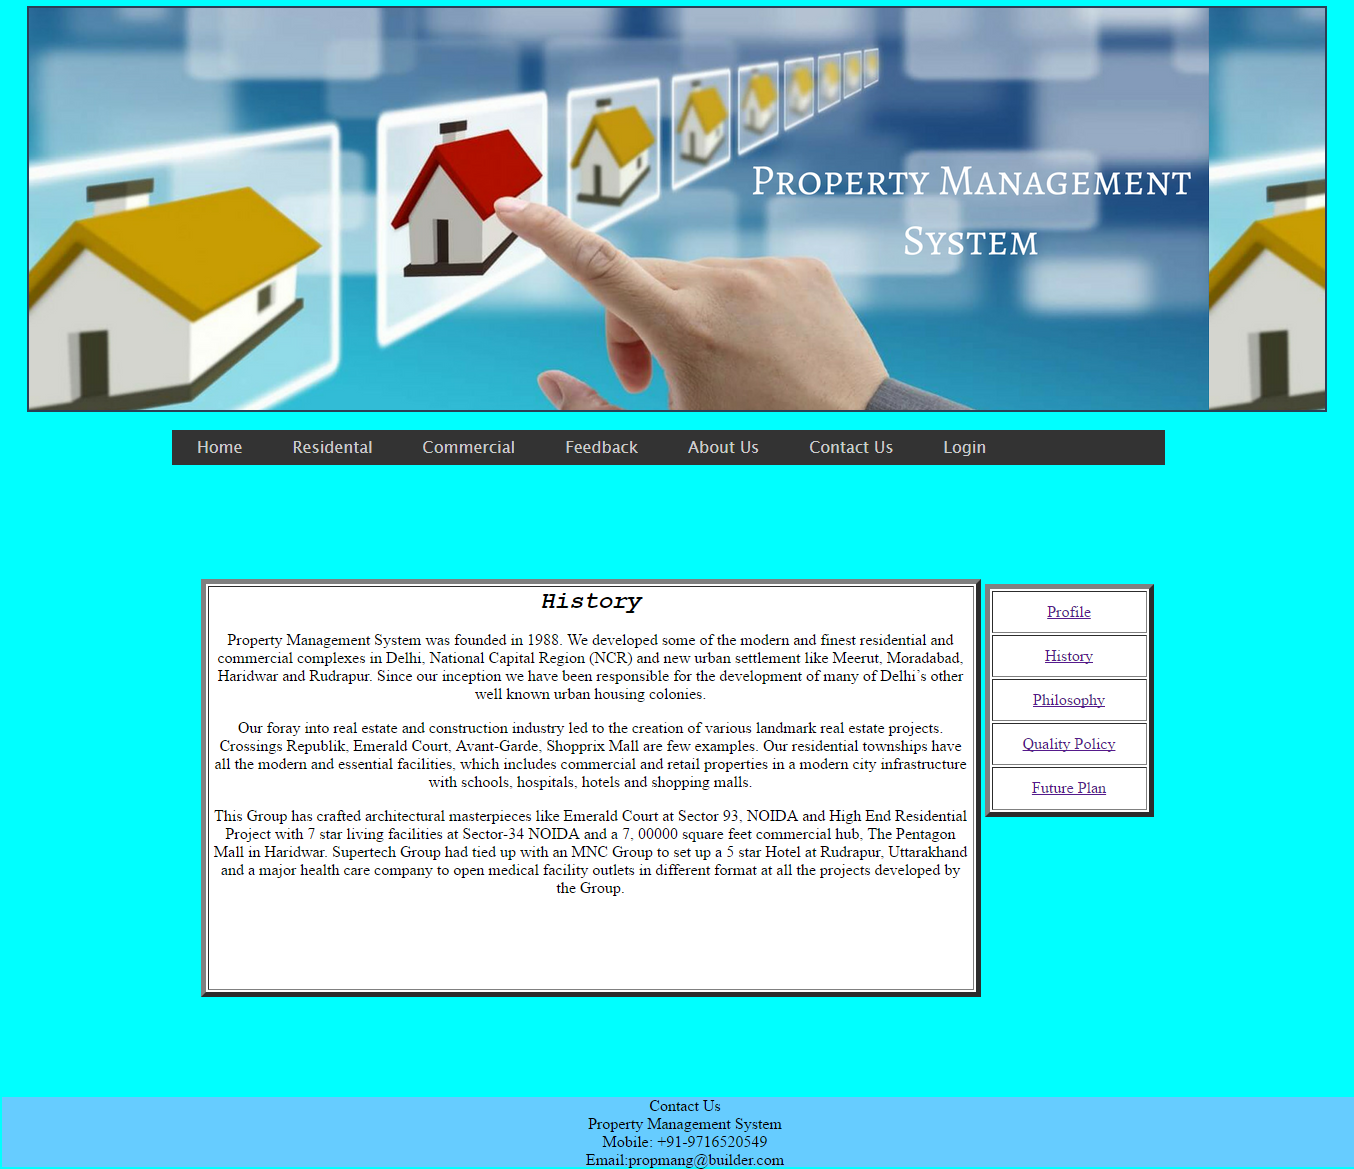 Property Management
System
Home Residental Commercial Feedback About Us Contact Us Login
History
Property Management System was founded in 1988. We developed some of the modern and finest residential and
commercial complexes in Delhi, National Capital Region (NCR) and new urban settlement like Meerut, Moradabad,
Haridwar and Rudrapur. Since our inception we have been responsible for the development of many of Delhi’s other
well known urban housing colonies.
Our foray into real estate and construction industry led to the creation of various landmark real estate projects.
Crossings Republik, Emerald Court, Avant-Garde, Shopprix Mall are few examples. Our residential townships have
all the modern and essential facilities, which includes commercial and retail properties in a modern city infrastructure
with schools, hospitals, hotels and shopping malls.
This Group has crafted architectural masterpieces like Emerald Court at Sector 93, NOIDA and High End Residential
Project with 7 star living facilities at Sector-34 NOIDA and a 7, 00000 square feet commercial hub, The Pentagon
Mall in Haridwar. Supertech Group had tied up with an MNC Group to set up a 5 star Hotel at Rudrapur, Uttarakhand
and a major health care company to open medical facility outlets in different format at all the projects developed by
the Group.
Profile
History
Philosophy
Quality Policy
Future Plan
Contact Us
Property Management System
Mobile: +91-9716520549
Email:propmang@builder.com